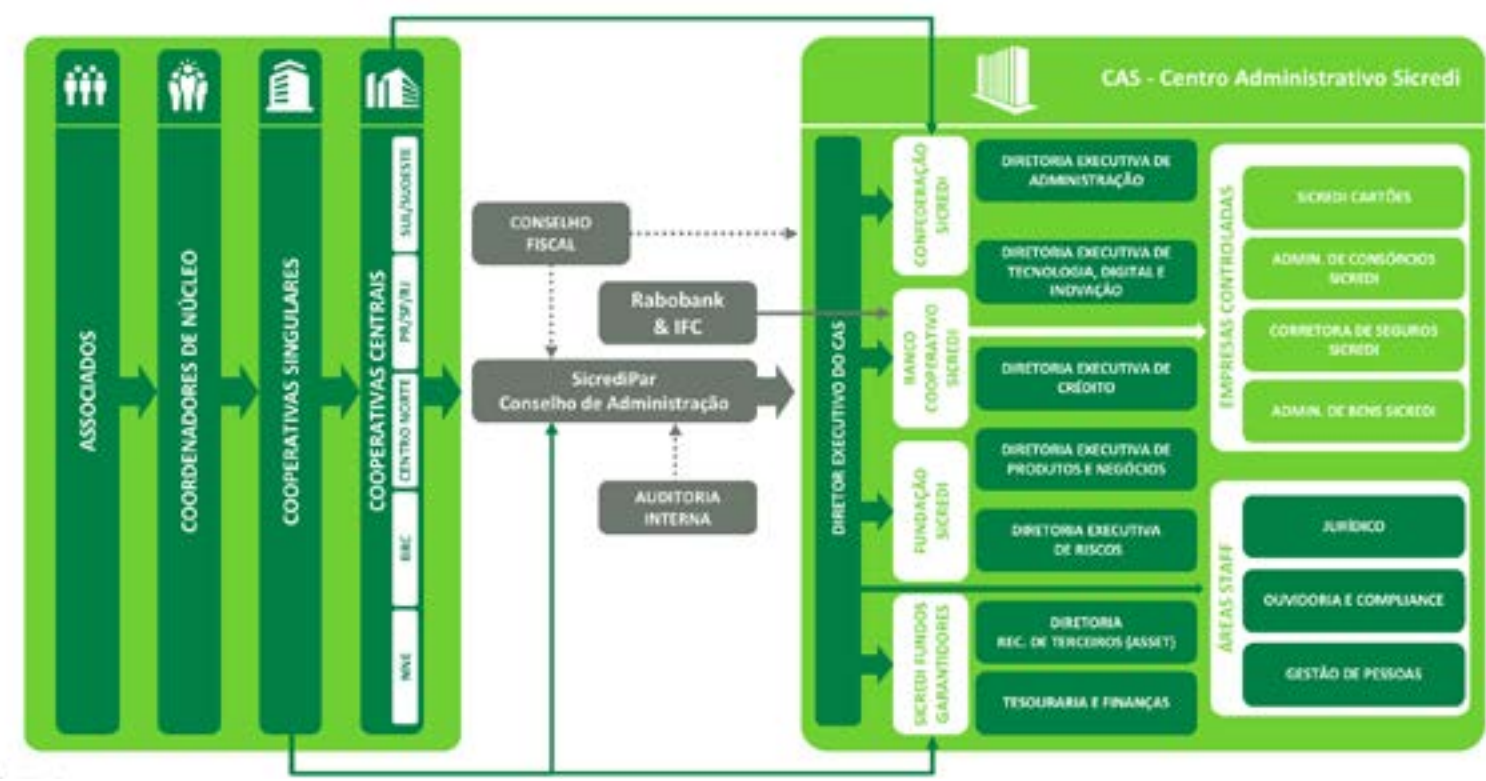 CAS - Centro Administrativo Sicredi
ASSOCIADOS
COORDENADORES DE NÚCLEO
COOPERATIVAS SINGULARES
COOPERATIVAS CENTRAIS
SUL/SUDESTE
PR/SP/RJ
CENTRO NORTE
BRC
NNE
CONSELHO
FISCAL
Rabobank
& IFC
SicrediPar
Conselho de Administração
AUDITORIA
INTERNA
DIRETOR EXECUTIVO DO CAS
CONFEDERAÇÃO
SICREDI
BANCO
COOPERATIVO
SICREDI
FUNDAÇÃO
SICREDI
SICREDI FUNDOS
GARANTIDORES
DIRETORIA EXECUTIVA DE
ADMINISTRAÇÃO
DIRETORIA EXECUTIVA DE
TECNOLOGIA, DIGITAL E
INOVAÇÃO
DIRETORIA EXECUTIVA DE
CRÉDITO
DIRETORIA EXECUTIVA DE
PRODUTOS E NEGÓCIOS
DIRETORIA EXECUTIVA
DE RISCOS
DIRETORIA
REC. DE TERCEIROS (ASSET)
TESOURARIA E FINANÇAS
EMPRESAS CONTROLADAS
SICREDI CARTÕES
ADMIN. DE CONSÓRCIOS
SICREDI
CORRETORA DE SEGUROS
SICREDI
ADMIN. DE BENS SICREDI
ÁREAS STAFF
JURÍDICO
OUVIDORIA E COMPLIANCE
GESTÃO DE PESSOAS